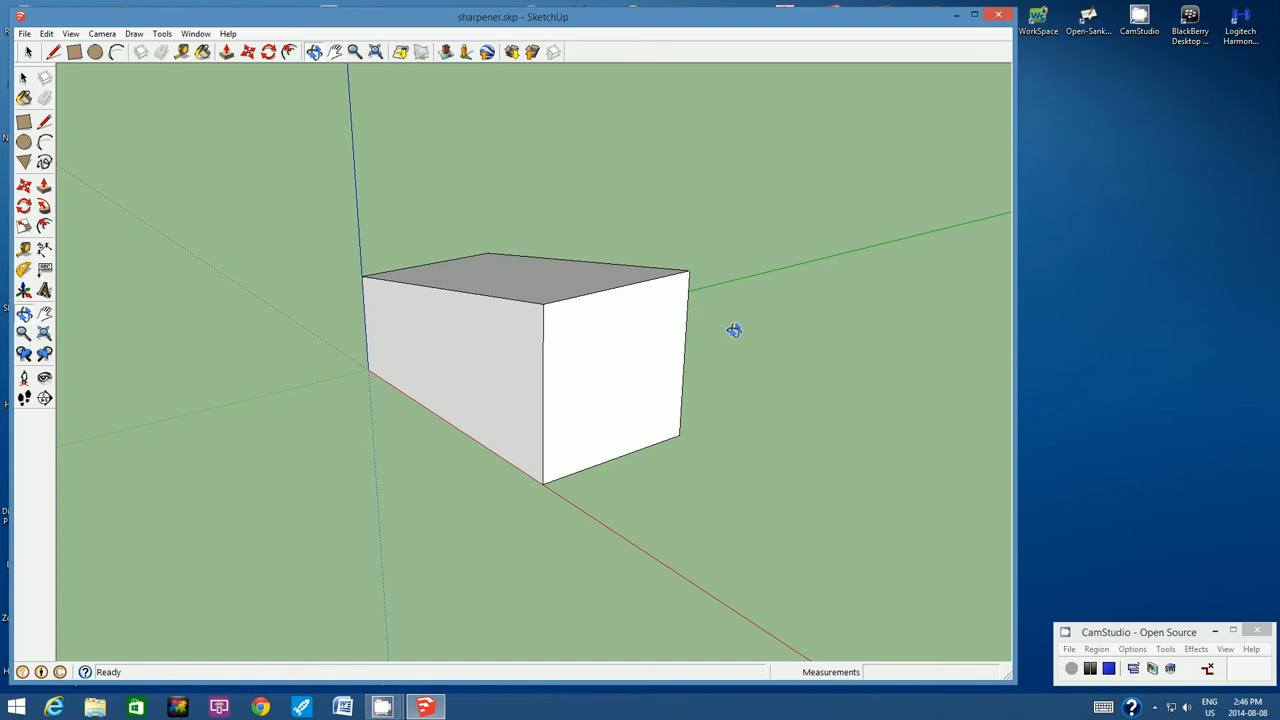 sharpener.skp - SketchUp
File Edit View Camera Draw Tools Window Help
WorkSpace
Open-Sank...
CamStudio
BlackBerry Desktop ...
Logitech Harmon...
ABC
Ready
Measurements
CamStudio - Open Source
File Region Options Tools Effects View Help
ENG
US
2:46 PM
2014-08-08